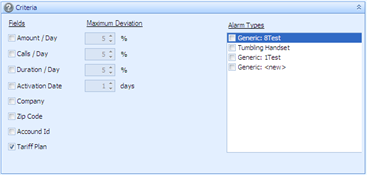 Criteria
Fields Maximum Deviation Alarm Types
Amount / Day 5 %
Calls / Day 5 %
Duration / Day 5 %
Activation Date 1 days
Company
Zip Code
Accound Id
Tariff Plan
Generic: 8Test
Tumbling Handset
Generic: 1Test
Generic: <new>